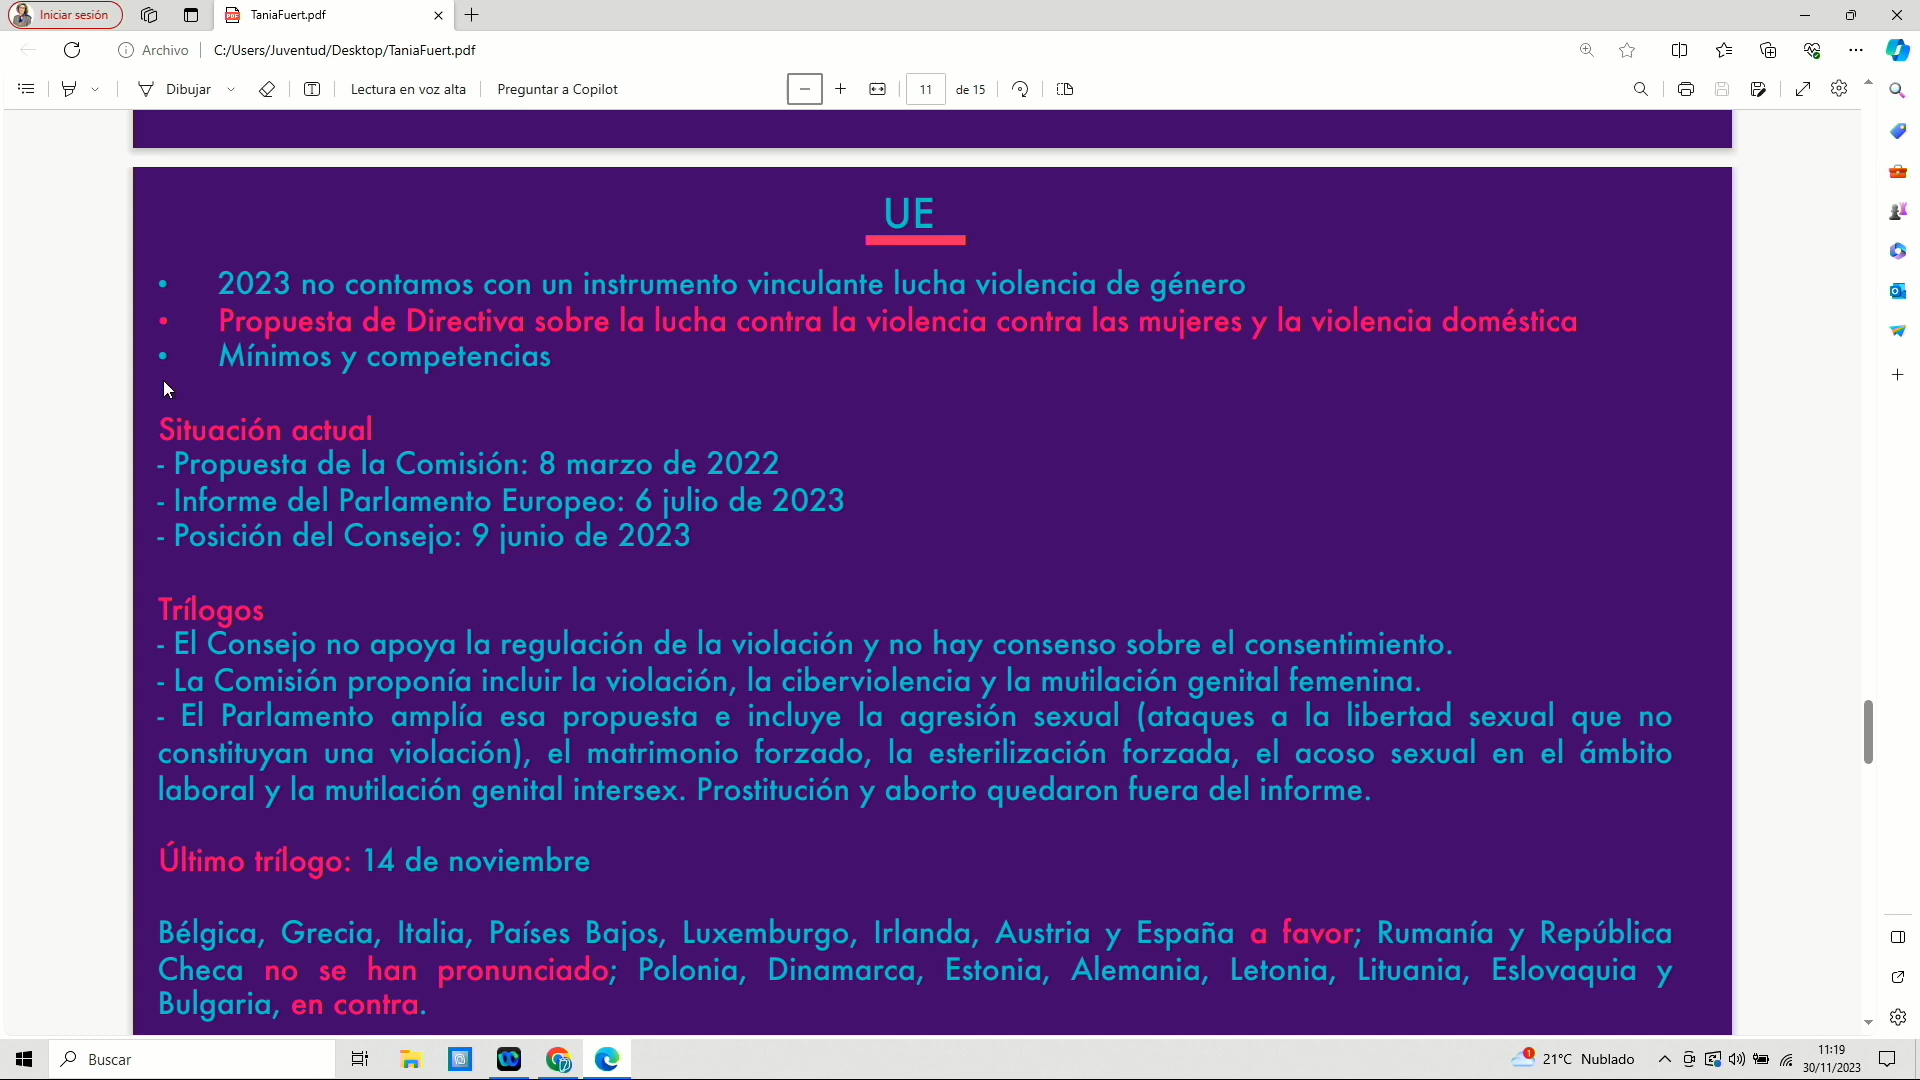 Iniciar sesión
TaniaFuert.pdf
Archivo
C:/Users/Juventud/Desktop/TaniaFuert.pdf
Dibujar
Lectura en voz alta
Preguntar a Copilot
11
de 15
UE
• 2023 no contamos con un instrumento vinculante lucha violencia de género
• Propuesta de Directiva sobre la lucha contra la violencia contra las mujeres y la violencia doméstica
• Mínimos y competencias
Situación actual
- Propuesta de la Comisión: 8 marzo de 2022
- Informe del Parlamento Europeo: 6 julio de 2023
- Posición del Consejo: 9 junio de 2023
Trílogos
- El Consejo no apoya la regulación de la violación y no hay consenso sobre el consentimiento.
- La Comisión proponía incluir la violación, la ciberviolencia y la mutilación genital femenina.
- El Parlamento amplía esa propuesta e incluye la agresión sexual (ataques a la libertad sexual que no
constituyan una violación), el matrimonio forzado, la esterilización forzada, el acoso sexual en el ámbito
laboral y la mutilación genital intersex. Prostitución y aborto quedaron fuera del informe.
Último trílogo: 14 de noviembre
Bélgica, Grecia, Italia, Países Bajos, Luxemburgo, Irlanda, Austria y España a favor; Rumanía y República
Checa no se han pronunciado; Polonia, Dinamarca, Estonia, Alemania, Letonia, Lituania, Eslovaquia y
Bulgaria, en contra.
Buscar
1
21°C Nublado
11:19
30/11/2023